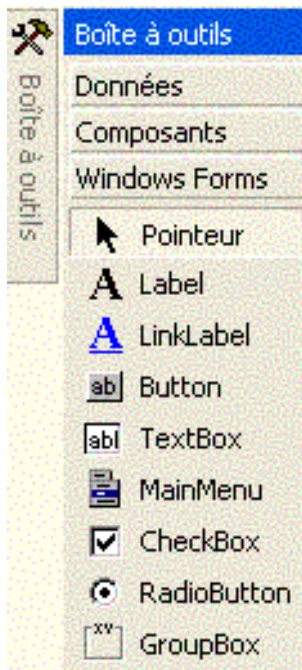 Boîte à outils
Boîte à outils
Données
Composants
Windows Forms
Pointeur
A Label
A LinkLabel
ab Button
abl TextBox
MainMenu
CheckBox
RadioButton
XY GroupBox